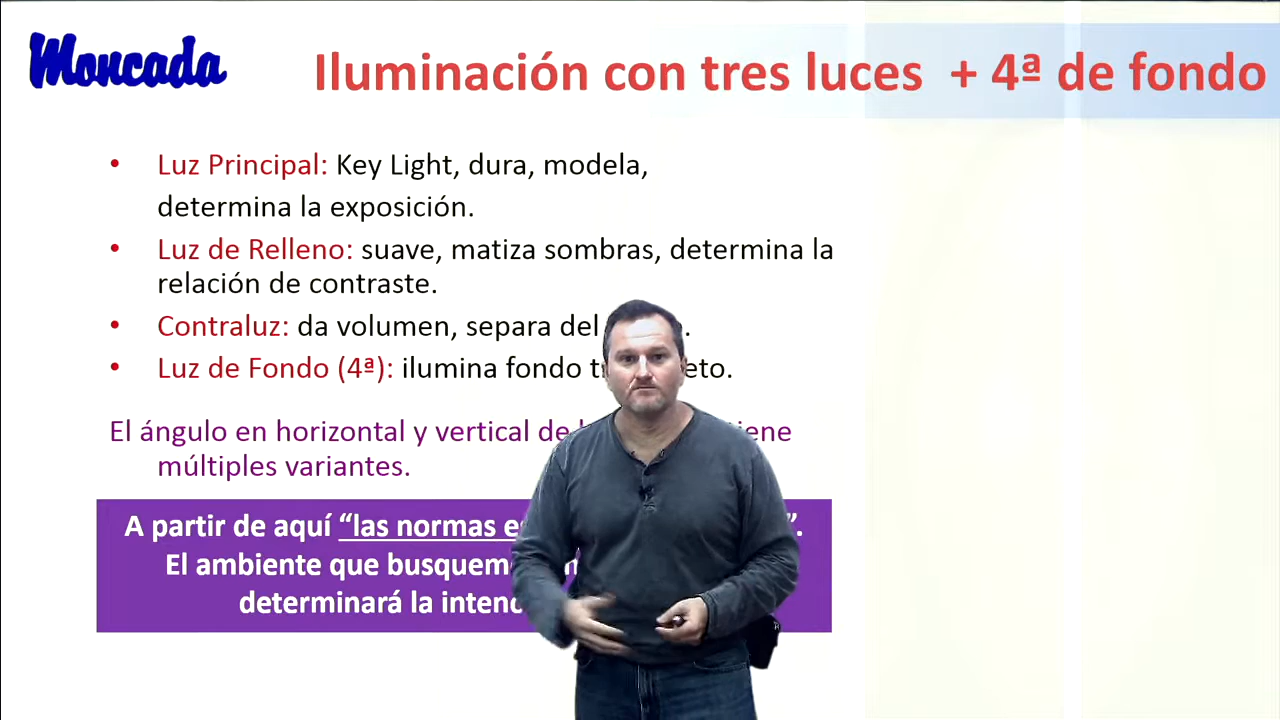 Moncada
Iluminación con tres luces + 4ª de fondo
• Luz Principal: Key Light, dura, modela,
determina la exposición.
• Luz de Relleno: suave, matiza sombras, determina la
relación de contraste.
• Contraluz: da volumen, separa del
• Luz de Fondo (4ª): ilumina fondo
El ángulo en horizontal y vertical de
múltiples variantes.
A partir de aquí “las normas ”.
El ambiente que
determinará la